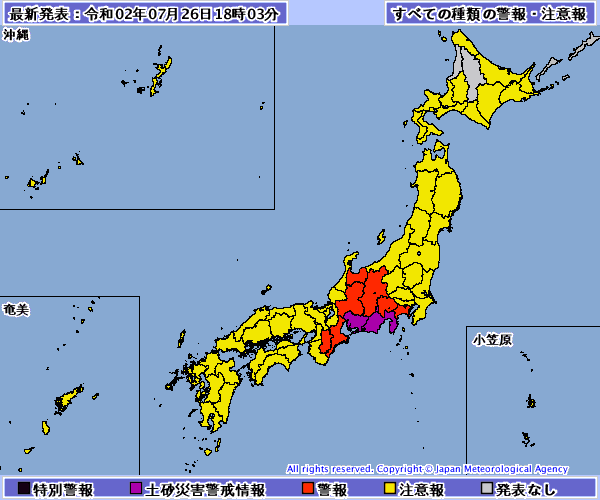 最新発表：令和02年07月26日18時03分
すべての種類の警報・注意報
沖縄
奄美
小笠原
All rights reserved. Copyright © Japan Meteorological Agency
特別警報 土砂災害警戒情報 警報 注意報 発表なし